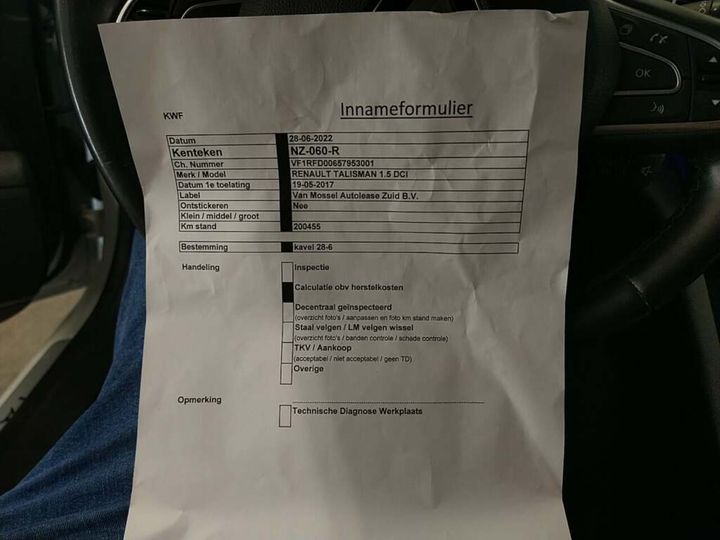 OK
KWF
Innameformulier
Datum 28-06-2022
Kenteken NZ-060-R
Ch. Nummer VF1RFD00657953001
Merk / Model RENAULT TALISMAN 1.5 DCI
Datum 1e toelating 19-05-2017
Label Van Mossel Autolease Zuid B.V.
Ontstickeren Nee
Klein / middel / groot
Km stand 200455
Bestemming kavel 28-6
Handeling Inspectie
Calculatie obv herstelkosten
Decentraal geïnspecteerd
(overzicht foto's / aanpassen en foto km stand maken)
Staal velgen / LM velgen wissel
(overzicht foto's / banden controle / schade controle)
TKV / Aankoop
(acceptabel / niet acceptabel / geen TD)
Overige
Opmerking
Technische Diagnose Werkplaats